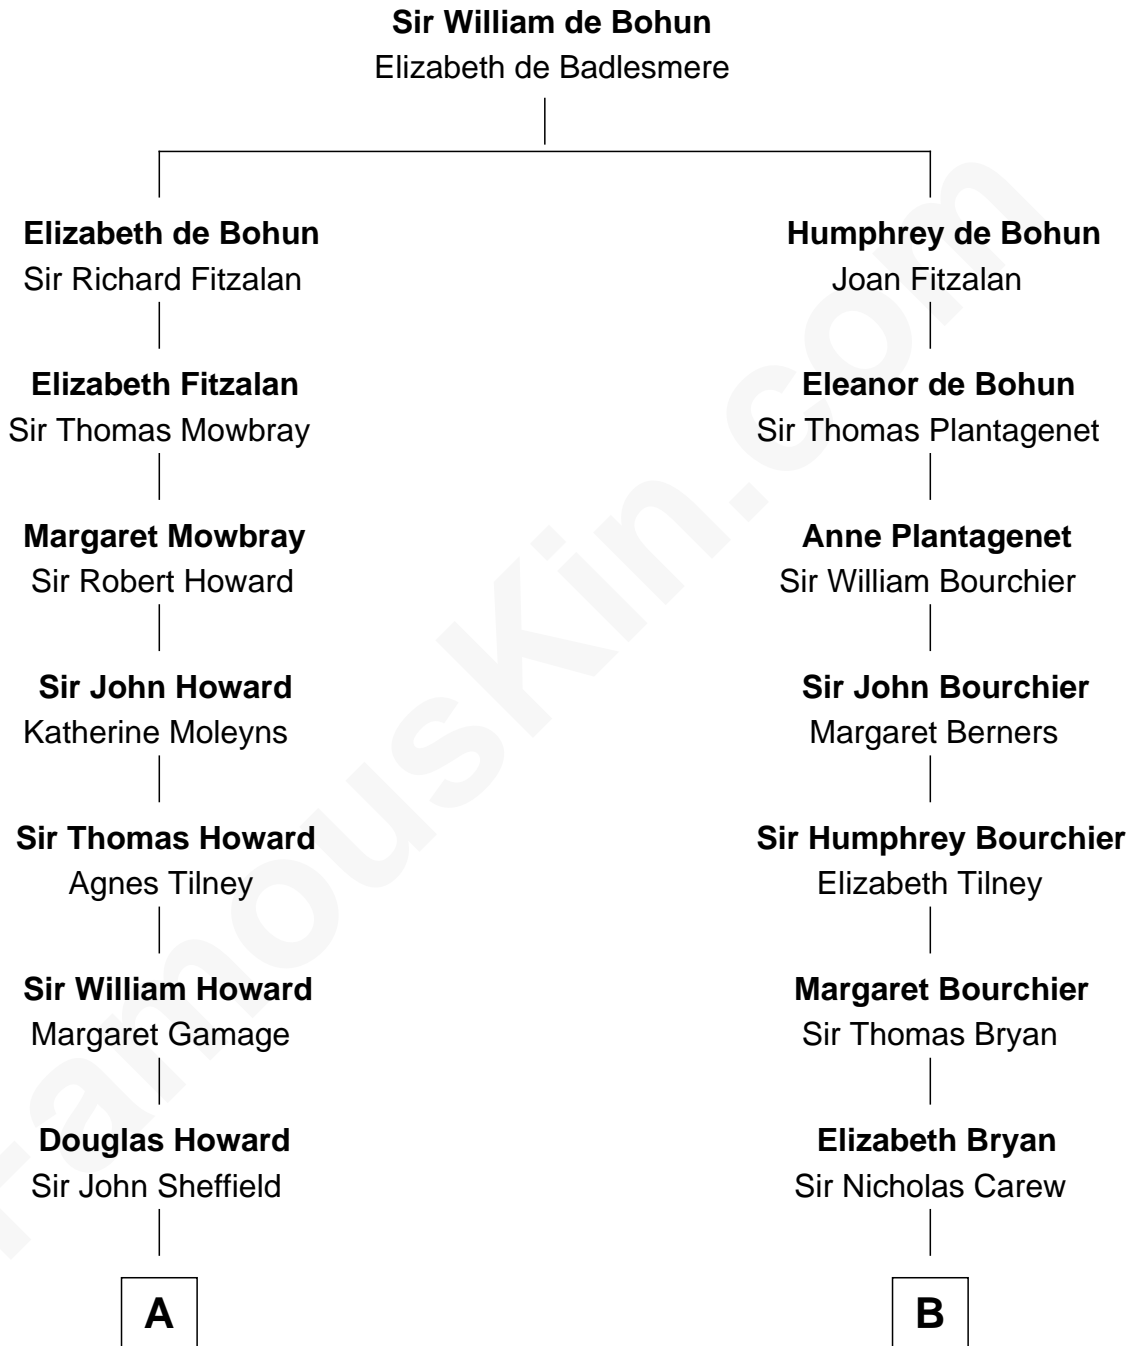 Sir William de Bohun
Elizabeth de Badlesmere
Elizabeth de Bohun
Sir Richard Fitzalan
Humphrey de Bohun
Joan Fitzalan
Elizabeth Fitzalan
Sir Thomas Mowbray
Eleanor de Bohun
Sir Thomas Plantagenet
Margaret Mowbray
Sir Robert Howard
Anne Plantagenet
Sir William Bourchier
Sir John Howard
Katherine Moleyns
Sir John Bourchier
Margaret Berners
Sir Thomas Howard
Agnes Tilney
Sir Humphrey Bourchier
Elizabeth Tilney
Sir William Howard
Margaret Gamage
Margaret Bourchier
Sir Thomas Bryan
Douglas Howard
Sir John Sheffield
Elizabeth Bryan
Sir Nicholas Carew
A
B
FamousKin.com